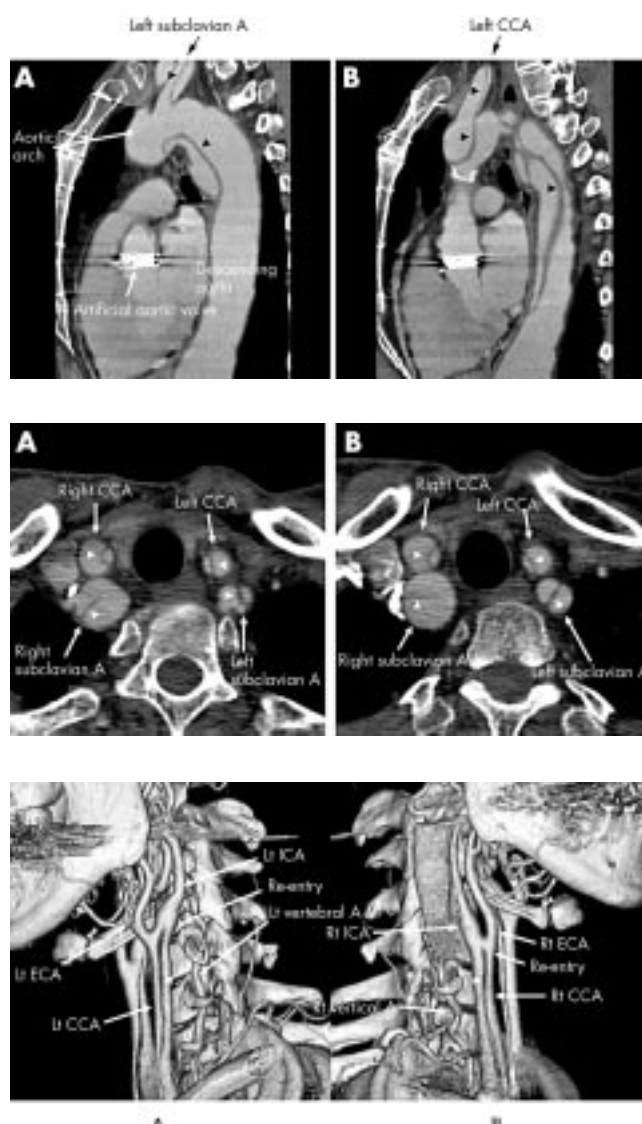 Left subclavian A
Left CCA
A
B
Aortic
arch
Descending
aorta
Artificial aortic valve
A
B
Right CCA
Left CCA
Right
subclavian A
Left
subclavian A
Right CCA
Left CCA
Right subclavian A
Left subclavian A
Lt ICA
Re-entry
Lt vertebral A
Rt ICA
Lt ECA
Lt CCA
Rt ECA
Re-entry
Rt CCA
Rt vertical A